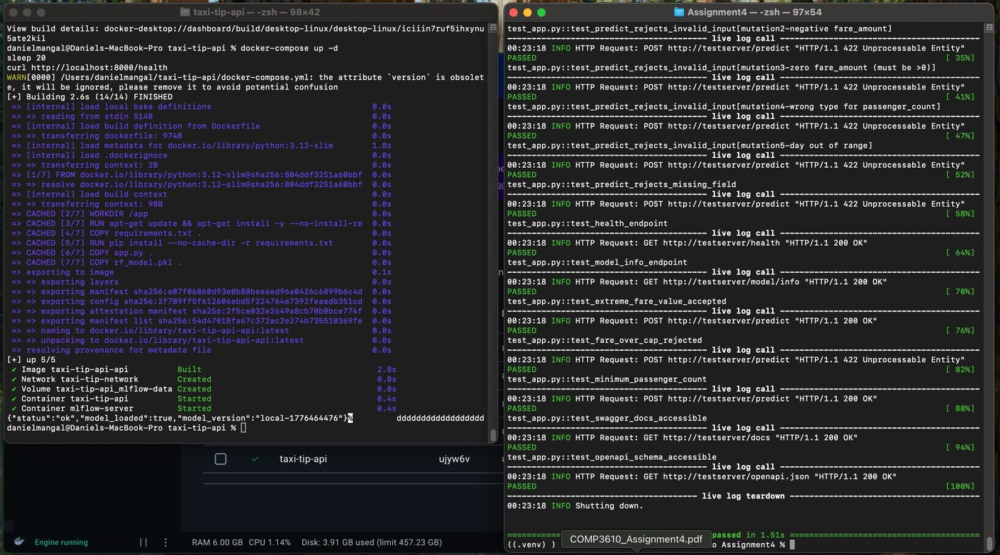 taxi-tip-api — -zsh — 98×42
View build details: docker-desktop://dashboard/build/desktop-linux/desktop-linux/iciiin7ruf5ihxynu
5ate2kil
danielmangal@Daniels-MacBook-Pro taxi-tip-api % docker-compose up -d
sleep 20
curl http://localhost:8000/health
WARN[0000] /Users/danielmangal/taxi-tip-api/docker-compose.yml: the attribute `version` is obsolet
e, it will be ignored, please remove it to avoid potential confusion
[+] Building 2.6s (14/14) FINISHED
=> [internal] load local bake definitions 0.0s
=> => reading from stdin 514B 0.0s
=> [internal] load build definition from Dockerfile 0.0s
=> => transferring dockerfile: 974B 0.0s
=> [internal] load metadata for docker.io/library/python:3.12-slim 1.8s
=> [internal] load .dockerignore 0.0s
=> => transferring context: 2B 0.0s
=> [1/7] FROM docker.io/library/python:3.12-slim@sha256:804ddf3251a60bbf 0.0s
=> => resolve docker.io/library/python:3.12-slim@sha256:804ddf3251a60bbf 0.0s
=> [internal] load build context 0.0s
=> => transferring context: 98B 0.0s
=> CACHED [2/7] WORKDIR /app 0.0s
=> CACHED [3/7] RUN apt-get update && apt-get install -y --no-install-re 0.0s
=> CACHED [4/7] COPY requirements.txt . 0.0s
=> CACHED [5/7] RUN pip install --no-cache-dir -r requirements.txt 0.0s
=> CACHED [6/7] COPY app.py . 0.0s
=> CACHED [7/7] COPY rf_model.pkl . 0.0s
=> exporting to image 0.1s
=> => exporting layers 0.0s
=> => exporting manifest sha256:e07f06060d93e0b88bee6ed96a0426c6899b6c4d 0.0s
=> => exporting config sha256:2f789ff5f612606abd5f224764e7392feaedb351cd 0.0s
=> => exporting attestation manifest sha256:2f5ce032e2649a8cb70b0bce774f 0.0s
=> => exporting manifest list sha256:54d47018fa67c372ac2e274b735510369fe 0.0s
=> => naming to docker.io/library/taxi-tip-api-api:latest 0.0s
=> => unpacking to docker.io/library/taxi-tip-api-api:latest 0.0s
=> resolving provenance for metadata file 0.0s
[+] up 5/5
✔ Image taxi-tip-api-api Built 2.8s
✔ Network taxi-tip-network Created 0.0s
✔ Volume taxi-tip-api_mlflow-data Created 0.0s
✔ Container taxi-tip-api Started 0.4s
✔ Container mlflow-server Started 0.4s
{"status":"ok","model_loaded":true,"model_version":"local-1776464476"}% dddddddddddddddddd
danielmangal@Daniels-MacBook-Pro taxi-tip-api %
taxi-tip-api ujyw6v
Engine running RAM 6.00 GB CPU 1.14% Disk: 3.91 GB used (limit 457.23 GB)
Assignment4 — -zsh — 97×54
test_app.py::test_predict_rejects_invalid_input[mutation2-negative fare_amount]
live log call
00:23:18 INFO HTTP Request: POST http://testserver/predict "HTTP/1.1 422 Unprocessable Entity"
PASSED [ 35%]
test_app.py::test_predict_rejects_invalid_input[mutation3-zero fare_amount (must be >0)]
live log call
00:23:18 INFO HTTP Request: POST http://testserver/predict "HTTP/1.1 422 Unprocessable Entity"
PASSED [ 41%]
test_app.py::test_predict_rejects_invalid_input[mutation4-wrong type for passenger_count]
live log call
00:23:18 INFO HTTP Request: POST http://testserver/predict "HTTP/1.1 422 Unprocessable Entity"
PASSED [ 47%]
test_app.py::test_predict_rejects_invalid_input[mutation5-day out of range]
live log call
00:23:18 INFO HTTP Request: POST http://testserver/predict "HTTP/1.1 422 Unprocessable Entity"
PASSED [ 52%]
test_app.py::test_predict_rejects_missing_field
live log call
00:23:18 INFO HTTP Request: POST http://testserver/predict "HTTP/1.1 422 Unprocessable Entity"
PASSED [ 58%]
test_app.py::test_health_endpoint
live log call
00:23:18 INFO HTTP Request: GET http://testserver/health "HTTP/1.1 200 OK"
PASSED [ 64%]
test_app.py::test_model_info_endpoint
live log call
00:23:18 INFO HTTP Request: GET http://testserver/model/info "HTTP/1.1 200 OK"
PASSED [ 70%]
test_app.py::test_extreme_fare_value_accepted
live log call
00:23:18 INFO HTTP Request: POST http://testserver/predict "HTTP/1.1 200 OK"
PASSED [ 76%]
test_app.py::test_fare_over_cap_rejected
live log call
00:23:18 INFO HTTP Request: POST http://testserver/predict "HTTP/1.1 422 Unprocessable Entity"
PASSED [ 82%]
test_app.py::test_minimum_passenger_count
live log call
00:23:18 INFO HTTP Request: POST http://testserver/predict "HTTP/1.1 200 OK"
PASSED [ 88%]
test_app.py::test_swagger_docs_accessible
live log call
00:23:18 INFO HTTP Request: GET http://testserver/docs "HTTP/1.1 200 OK"
PASSED [ 94%]
test_app.py::test_openapi_schema_accessible
live log call
00:23:18 INFO HTTP Request: GET http://testserver/openapi.json "HTTP/1.1 200 OK"
PASSED [100%]
live log teardown
00:23:18 INFO Shutting down.
passed in 1.51s
COMP3610_Assignment4.pdf
((.venv) ) o Assignment4 %